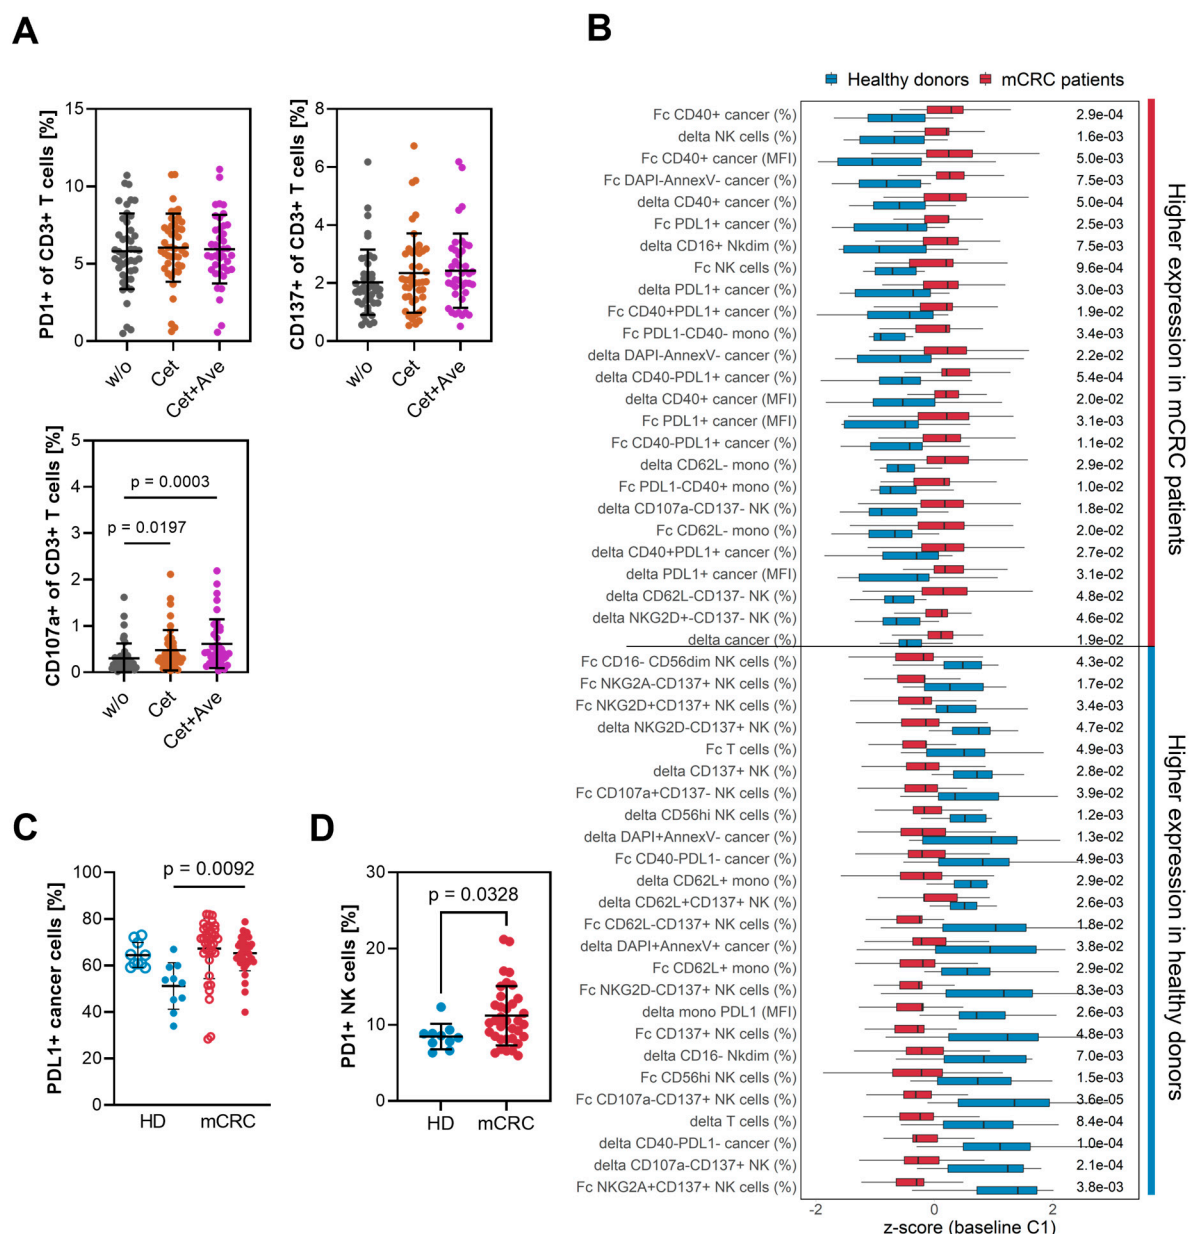 A
PD1+ of CD3+ T cells [%]
15
10
5
0
w/o
Cet
Cet+Ave
CD137+ of CD3+ T cells [%]
8
6
4
2
0
w/o
Cet
Cet+Ave
CD107a+ of CD3+ T cells [%]
5
4
3
2
1
0
p = 0.0003
p = 0.0197
w/o
Cet
Cet+Ave
B
Healthy donors mCRC patients
Fc CD40+ cancer (%) 2.9e-04
delta NK cells (%) 1.6e-03
Fc CD40+ cancer (MFI) 5.0e-03
Fc DAPI-AnnexV- cancer (%) 7.5e-03
delta CD40+ cancer (%) 5.0e-04
Fc PDL1+ cancer (%) 2.5e-03
delta CD16+ Nkdim (%) 7.5e-03
Fc NK cells (%) 9.6e-04
delta PDL1+ cancer (%) 3.0e-03
Fc CD40+PDL1+ cancer (%) 1.9e-02
Fc PDL1-CD40- mono (%) 3.4e-03
delta DAPI-AnnexV- cancer (%) 2.2e-02
delta CD40-PDL1+ cancer (%) 5.4e-04
delta CD40+ cancer (MFI) 2.0e-02
Fc PDL1+ cancer (MFI) 3.1e-03
Fc CD40-PDL1+ cancer (%) 1.1e-02
delta CD62L- mono (%) 2.9e-02
Fc PDL1-CD40+ mono (%) 1.0e-02
delta CD107a-CD137- NK (%) 1.8e-02
Fc CD62L- mono (%) 2.0e-02
delta CD40+PDL1+ cancer (%) 2.7e-02
delta PDL1+ cancer (MFI) 3.1e-02
delta CD62L-CD137- NK (%) 4.8e-02
delta NKG2D+-CD137- NK (%) 4.6e-02
delta cancer (%) 1.9e-02
Fc CD16- CD56dim NK cells (%) 4.3e-02
Fc NKG2A-CD137+ NK cells (%) 1.7e-02
Fc NKG2D+CD137+ NK cells (%) 3.4e-03
delta NKG2D-CD137+ NK (%) 4.7e-02
Fc T cells (%) 4.9e-03
delta CD137+ NK (%) 2.8e-02
Fc CD107a+CD137- NK cells (%) 3.9e-02
delta CD56hi NK cells (%) 1.2e-03
delta DAPI+AnnexV- cancer (%) 1.3e-02
Fc CD40-PDL1- cancer (%) 4.9e-03
delta CD62L+ mono (%) 2.9e-02
delta CD62L+CD137+ NK (%) 2.6e-03
Fc CD62L-CD137+ NK cells (%) 1.8e-02
delta DAPI+AnnexV+ cancer (%) 3.8e-02
Fc CD62L+ mono (%) 2.9e-02
Fc NKG2D-CD137+ NK cells (%) 8.3e-03
delta mono PDL1 (MFI) 2.6e-03
Fc CD137+ NK cells (%) 4.8e-03
delta CD16- Nkdim (%) 7.0e-03
Fc CD56hi NK cells (%) 1.5e-03
Fc CD107a-CD137+ NK cells (%) 3.6e-05
delta T cells (%) 8.4e-04
delta CD40-PDL1- cancer (%) 1.0e-04
delta CD107a-CD137+ NK (%) 2.1e-04
Fc NKG2A+CD137+ NK cells (%) 3.8e-03
-2 0 2
z-score (baseline C1)
Higher expression in mCRC patients
Higher expression in healthy donors
C
PDL1+ cancer cells [%]
100
80
60
40
20
0
p = 0.0092
HD mCRC
D
PD1+ NK cells [%]
30
20
10
0
p = 0.0328
HD mCRC